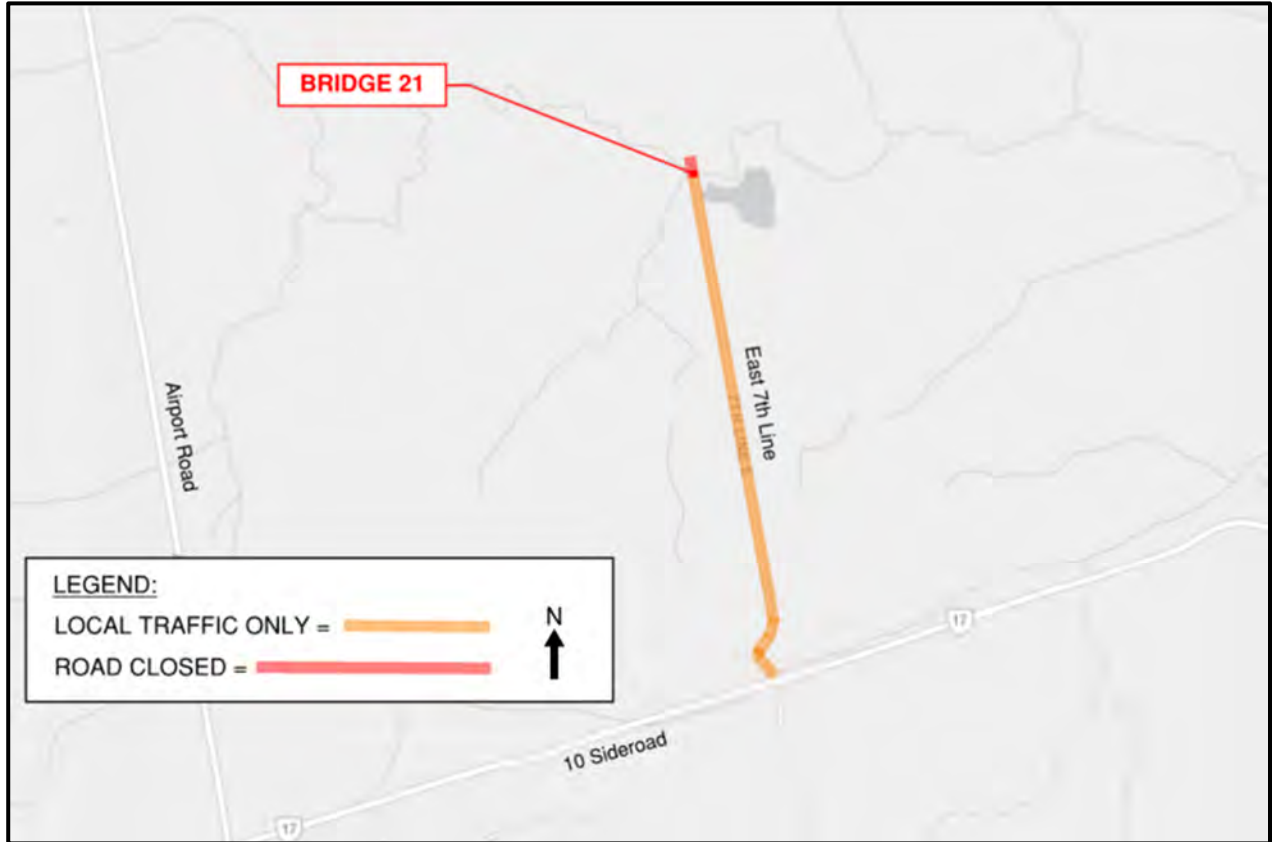 BRIDGE 21
East 7th Line
Airport Road
LEGEND:
LOCAL TRAFFIC ONLY =
ROAD CLOSED =
N
17
10 Sideroad
17